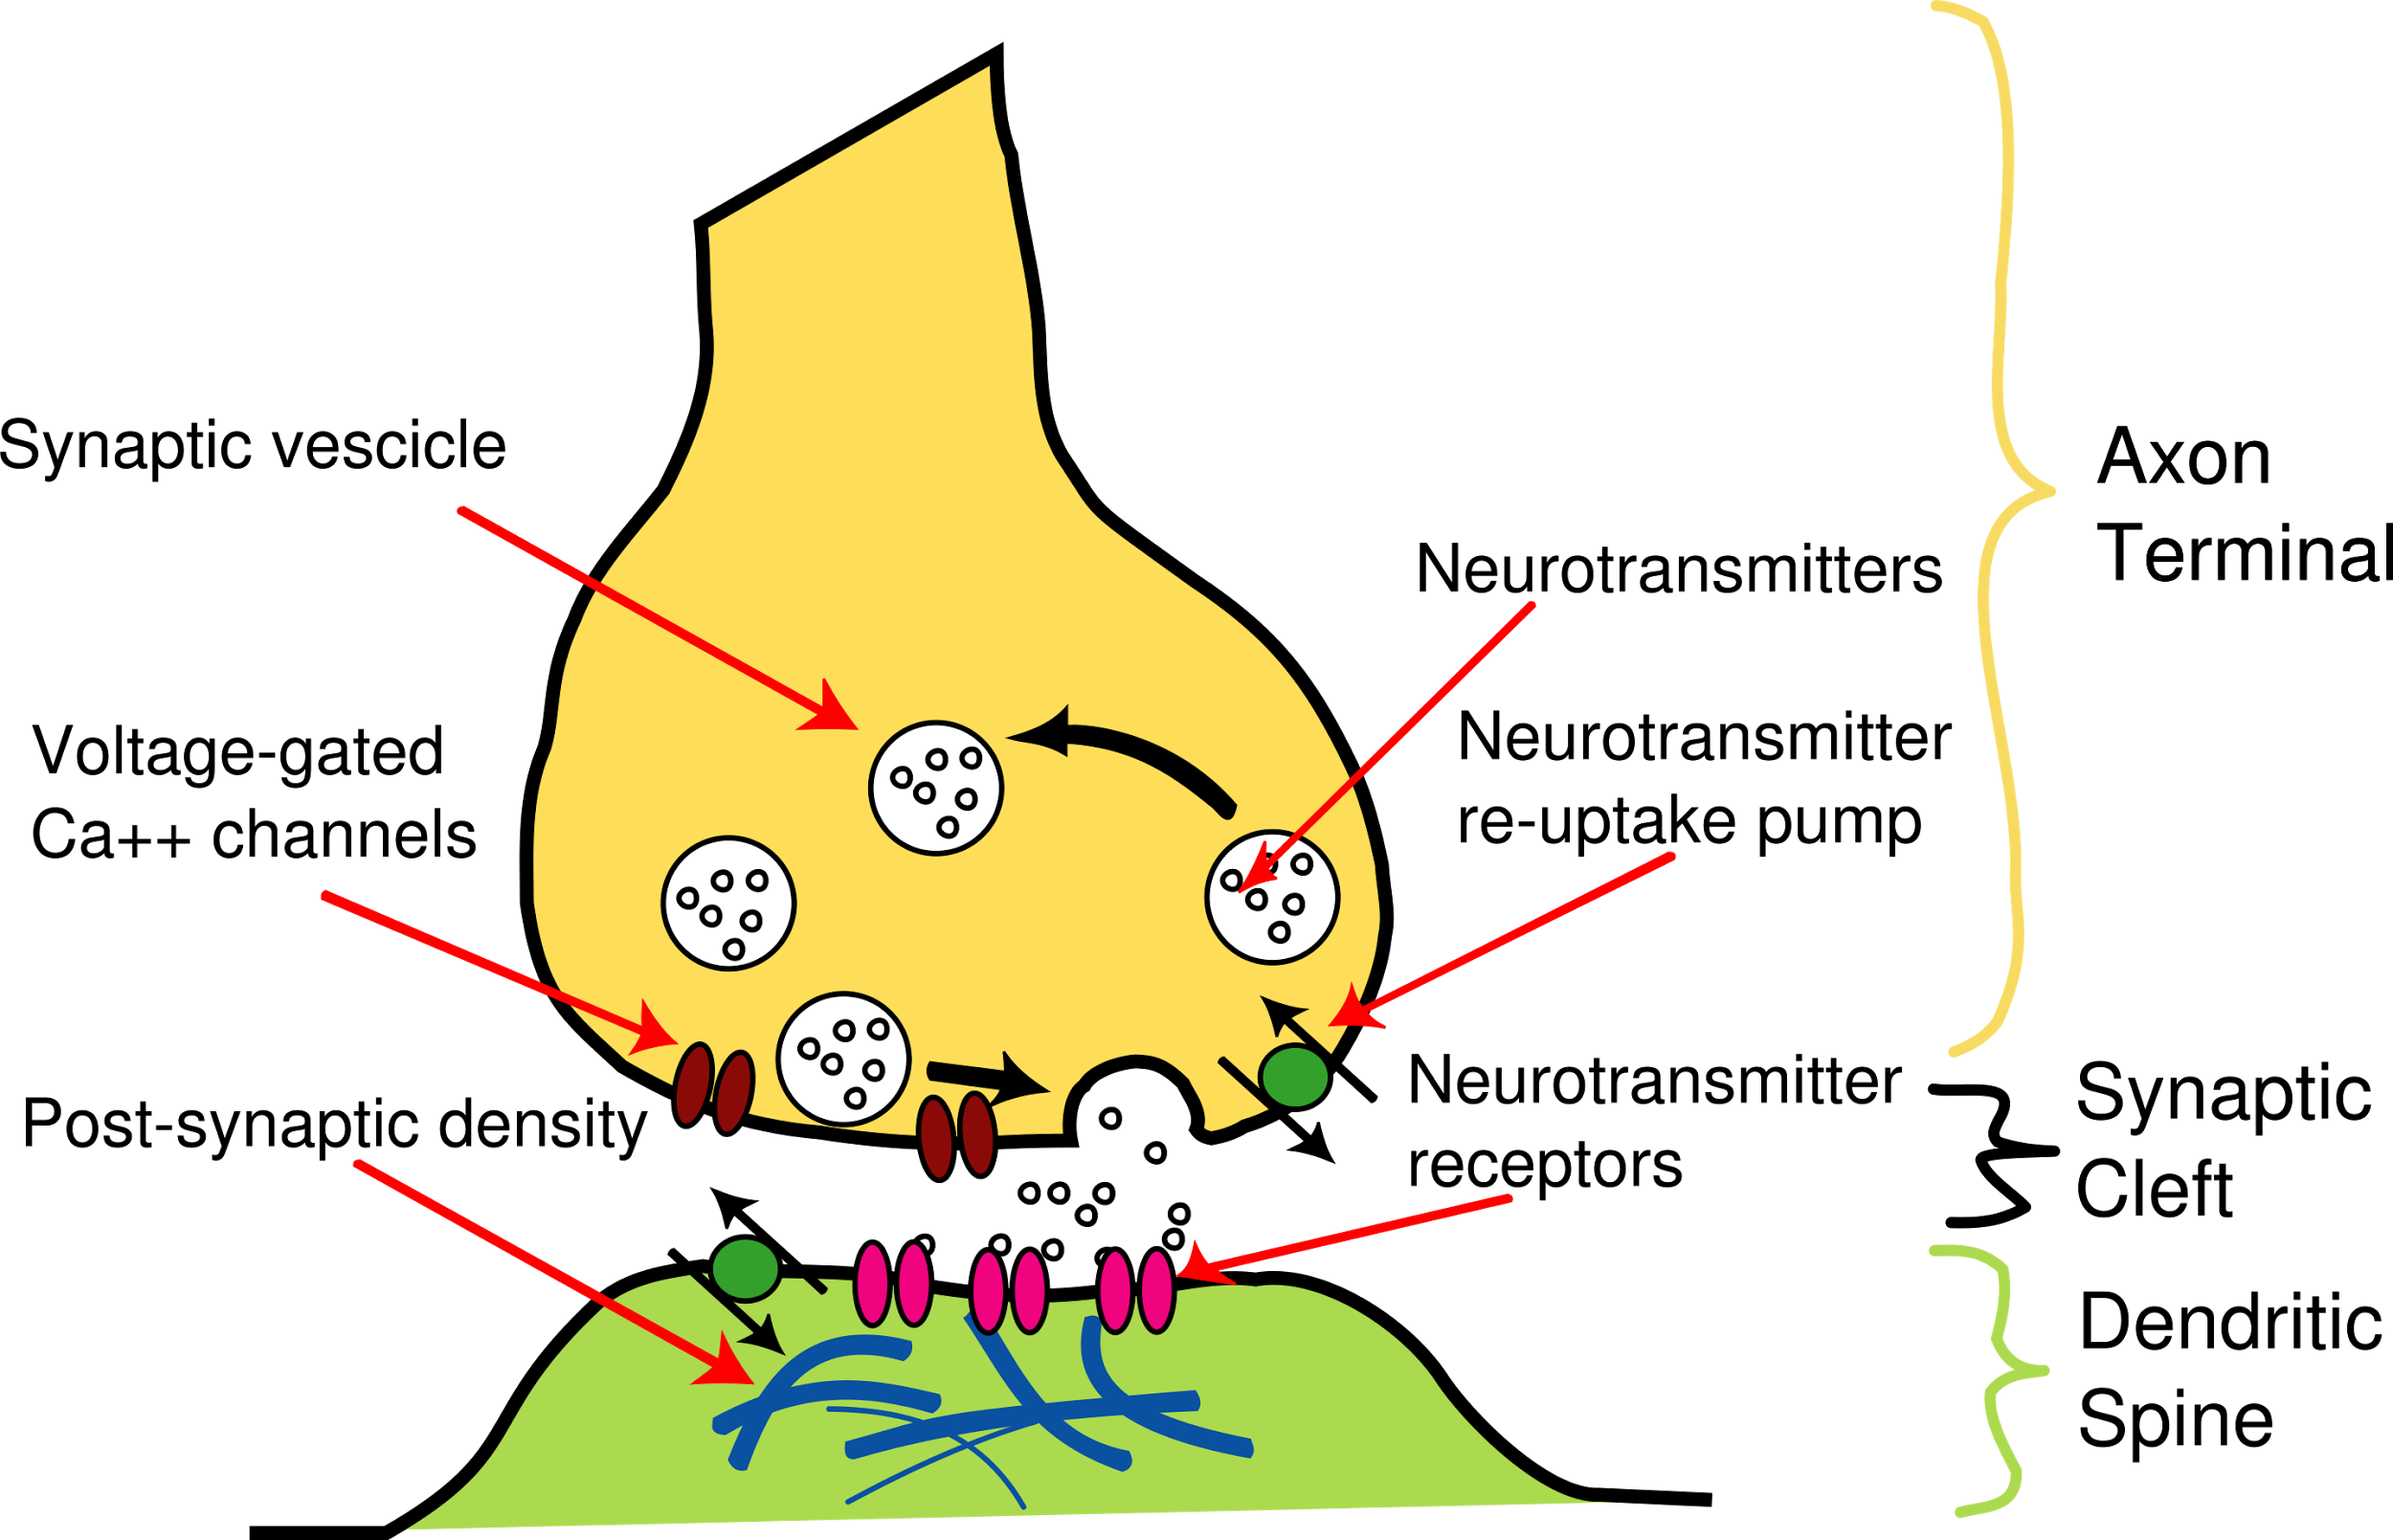 Synaptic vescicle
Voltage-gated
Ca++ channels
Post-synaptic density
Neurotransmitters
Neurotransmitter
re-uptake pump
Neurotransmitter
receptors
Axon
Terminal
Synaptic
Cleft
Dendritic
Spine